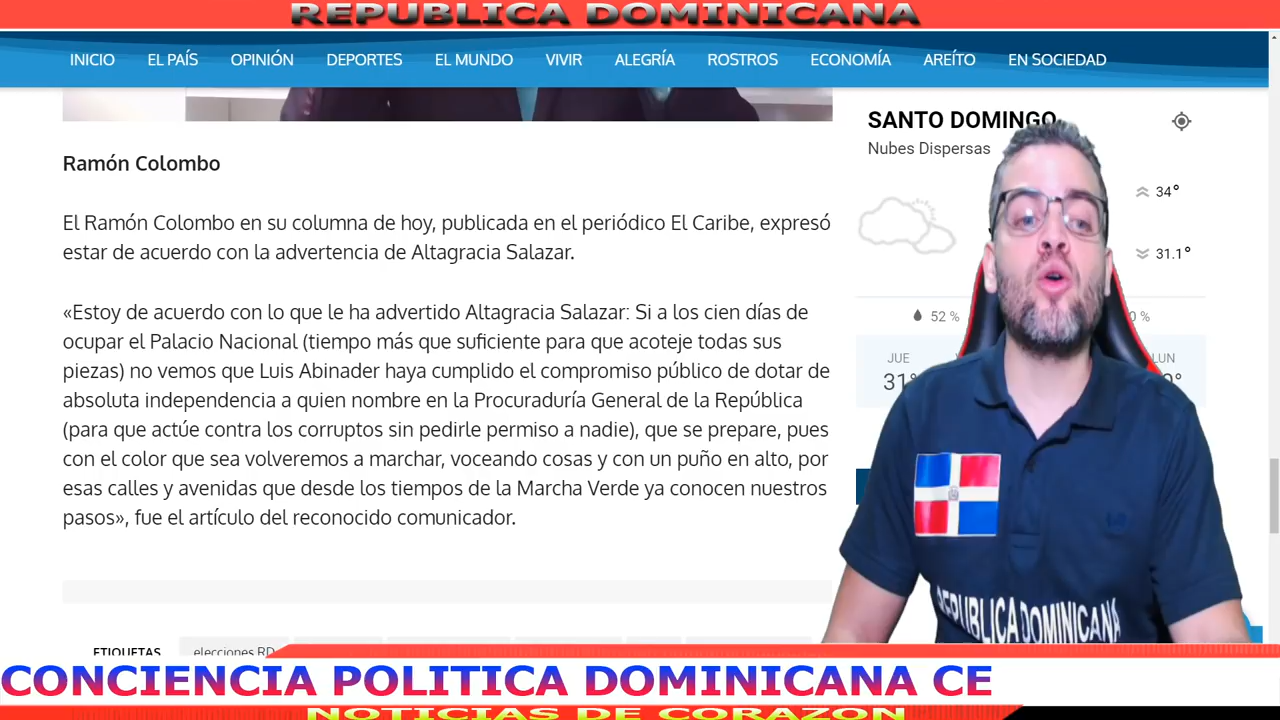 REPUBLICA DOMINICANA
INICIO EL PAÍS OPINIÓN DEPORTES EL MUNDO VIVIR ALEGRÍA ROSTROS ECONOMÍA AREÍTO EN SOCIEDAD
SANTO DOMINGO
Nubes Dispersas
34°
31.1°
52 %
0 %
JUE
LUN
31°
Ramón Colombo
El Ramón Colombo en su columna de hoy, publicada en el periódico El Caribe, expresó
estar de acuerdo con la advertencia de Altagracia Salazar.
«Estoy de acuerdo con lo que le ha advertido Altagracia Salazar: Si a los cien días de
ocupar el Palacio Nacional (tiempo más que suficiente para que acoteje todas sus
piezas) no vemos que Luis Abinader haya cumplido el compromiso público de dotar de
absoluta independencia a quien nombre en la Procuraduría General de la República
(para que actúe contra los corruptos sin pedirle permiso a nadie), que se prepare, pues
con el color que sea volveremos a marchar, voceando cosas y con un puño en alto, por
esas calles y avenidas que desde los tiempos de la Marcha Verde ya conocen nuestros
pasos», fue el artículo del reconocido comunicador.
ETIQUETAS elecciones RD
REPUBLICA DOMINICANA
CONCIENCIA POLITICA DOMINICANA CE
NOTICIAS DE CORAZON